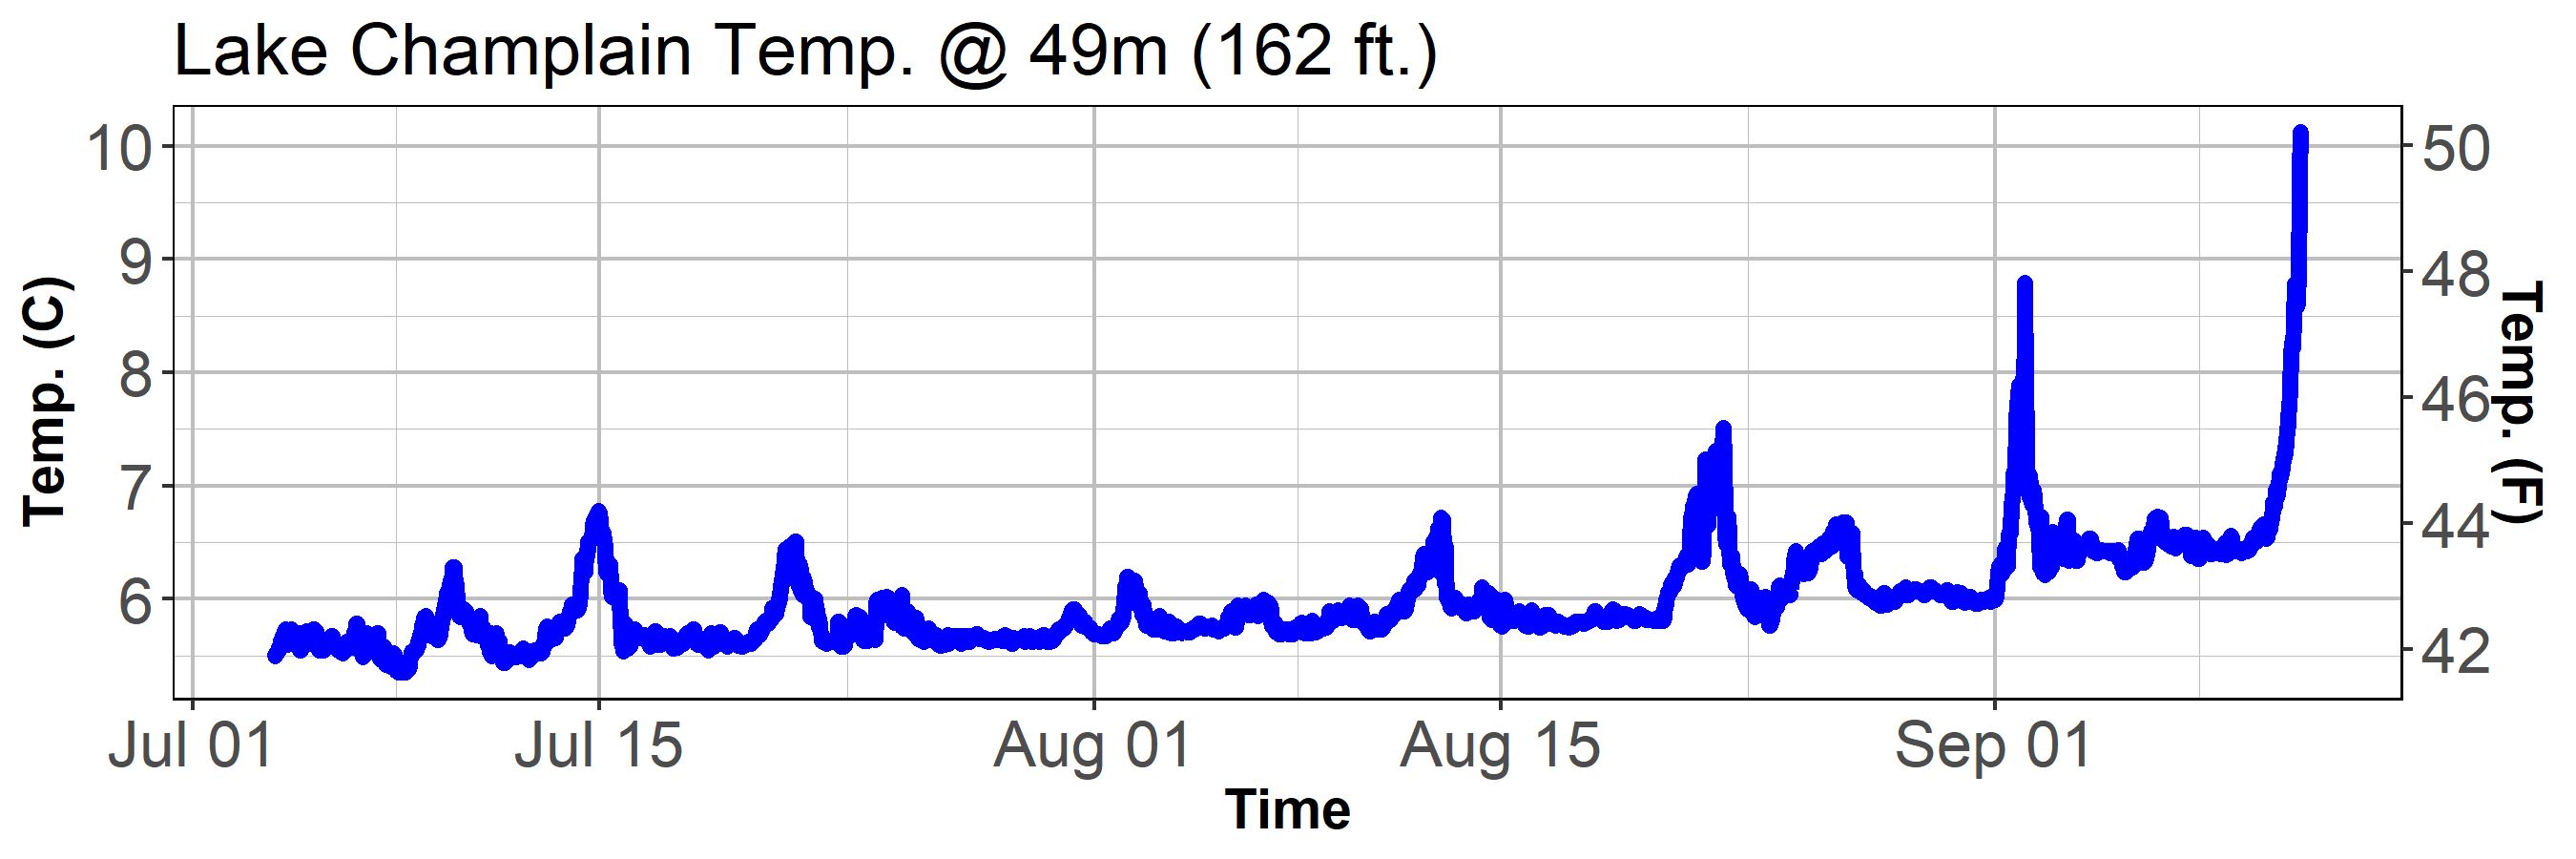 Lake Champlain Temp. @ 49m (162 ft.)
Temp. (C)
10
9
8
7
6
50
48
46
44
42
Temp. (F)
Jul 01
Jul 15
Aug 01
Aug 15
Sep 01
Time